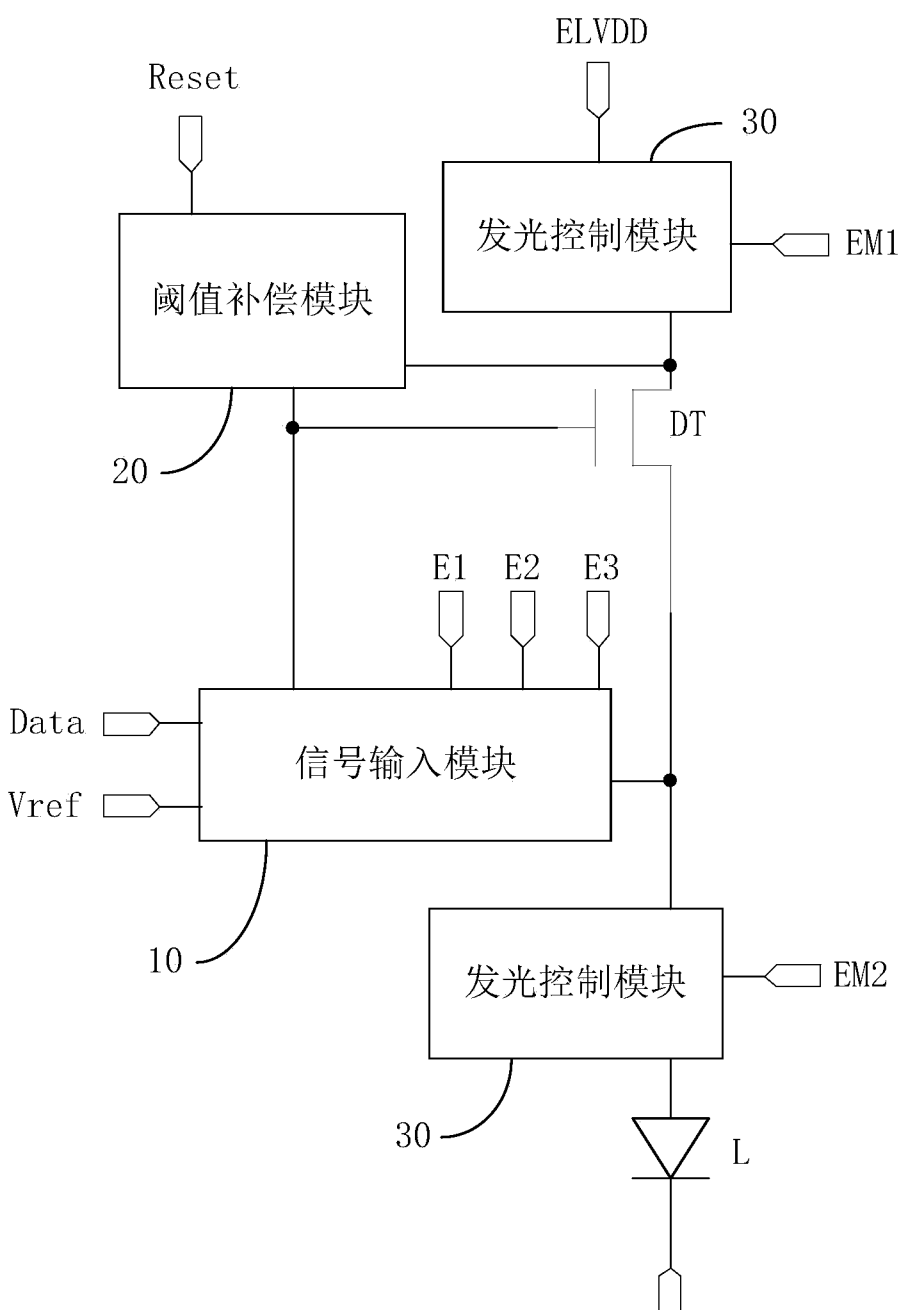 ELVDD
Reset
30
发光控制模块
EM1
阈值补偿模块
DT
20
E1 E2 E3
Data
信号输入模块
Vref
10
发光控制模块
EM2
30
L